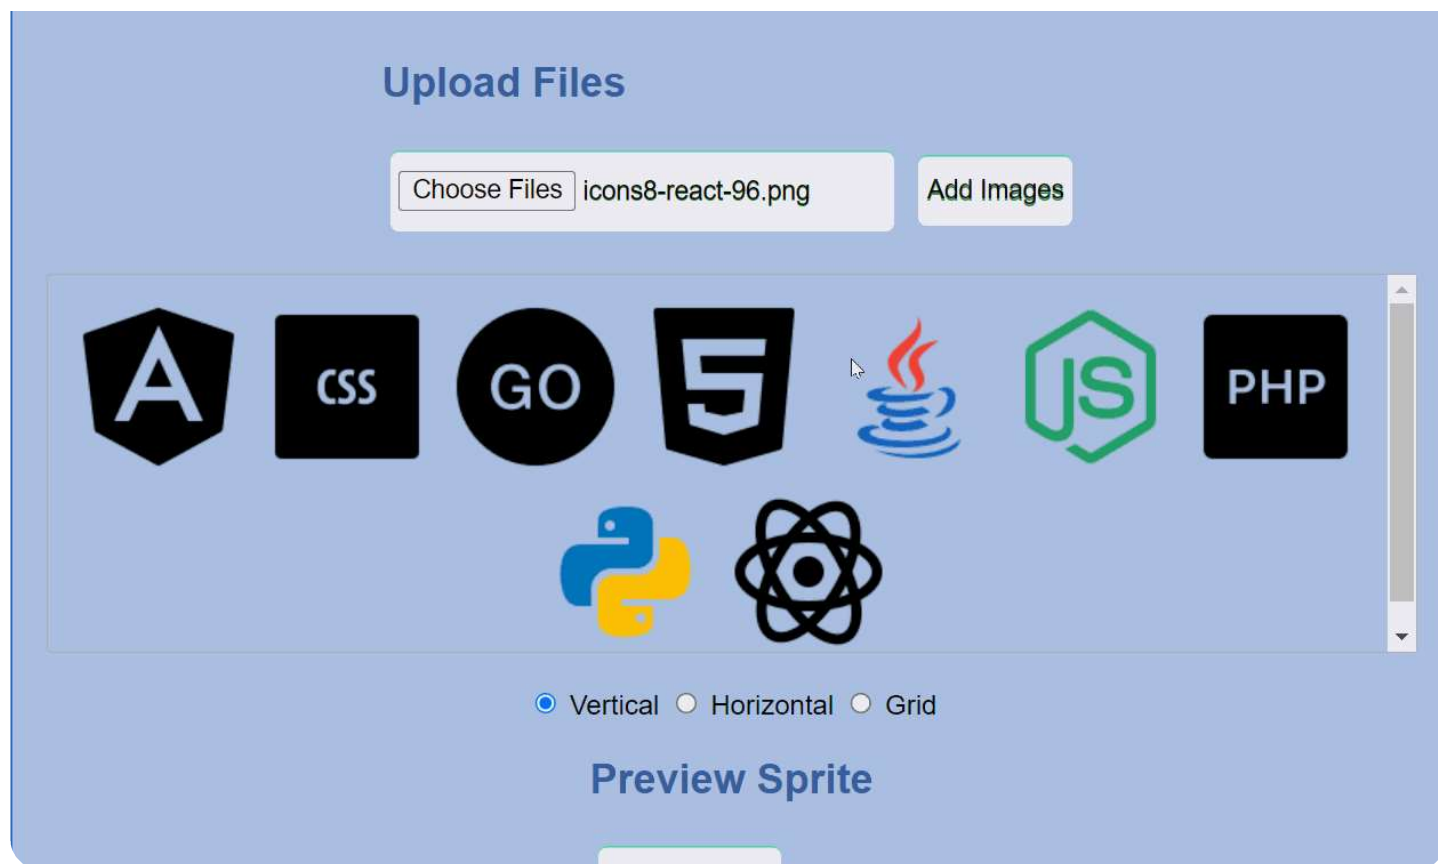 Upload Files
Choose Files icons8-react-96.png Add Images
A CSS GO 5 JS PHP
Vertical Horizontal Grid
Preview Sprite